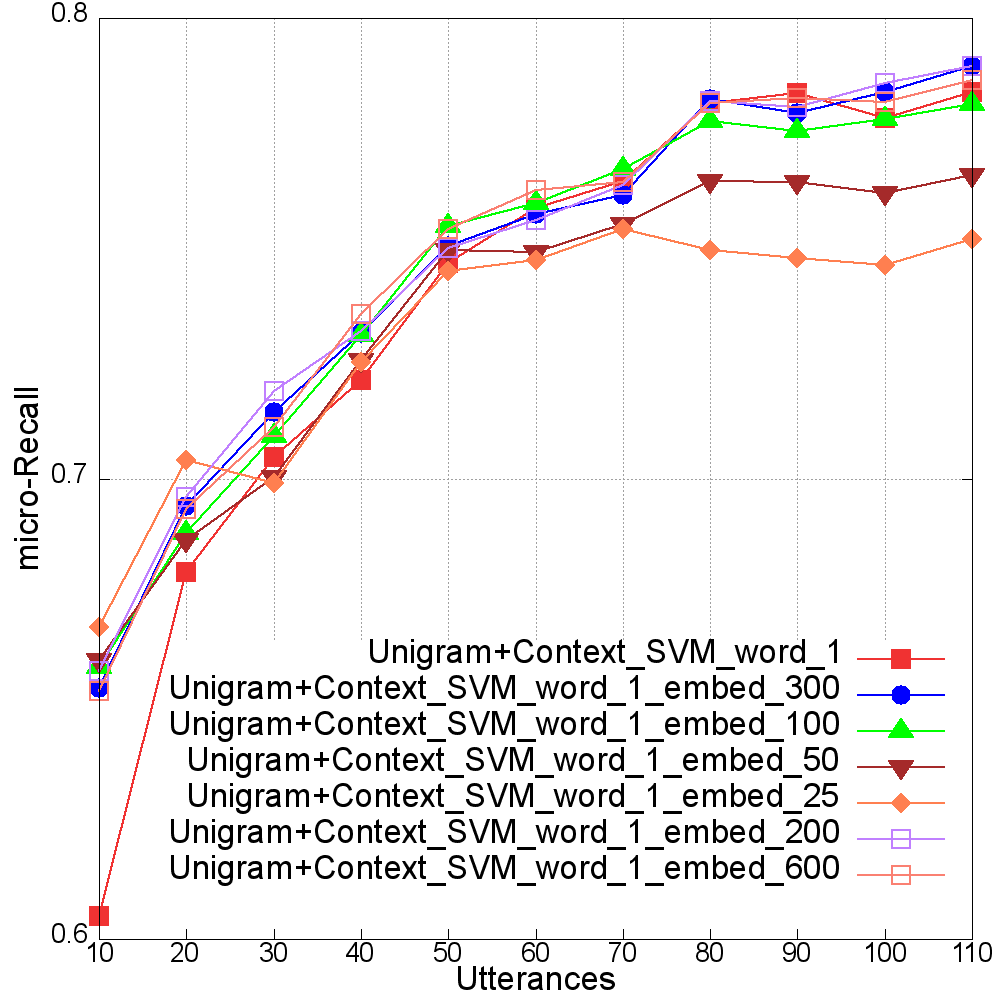 0.8
0.7
0.6
micro-Recall
Unigram+Context_SVM_word_1
Unigram+Context_SVM_word_1_embed_300
Unigram+Context_SVM_word_1_embed_100
Unigram+Context_SVM_word_1_embed_50
Unigram+Context_SVM_word_1_embed_25
Unigram+Context_SVM_word_1_embed_200
Unigram+Context_SVM_word_1_embed_600
10 20 30 40 50 60 70 80 90 100 110
Utterances